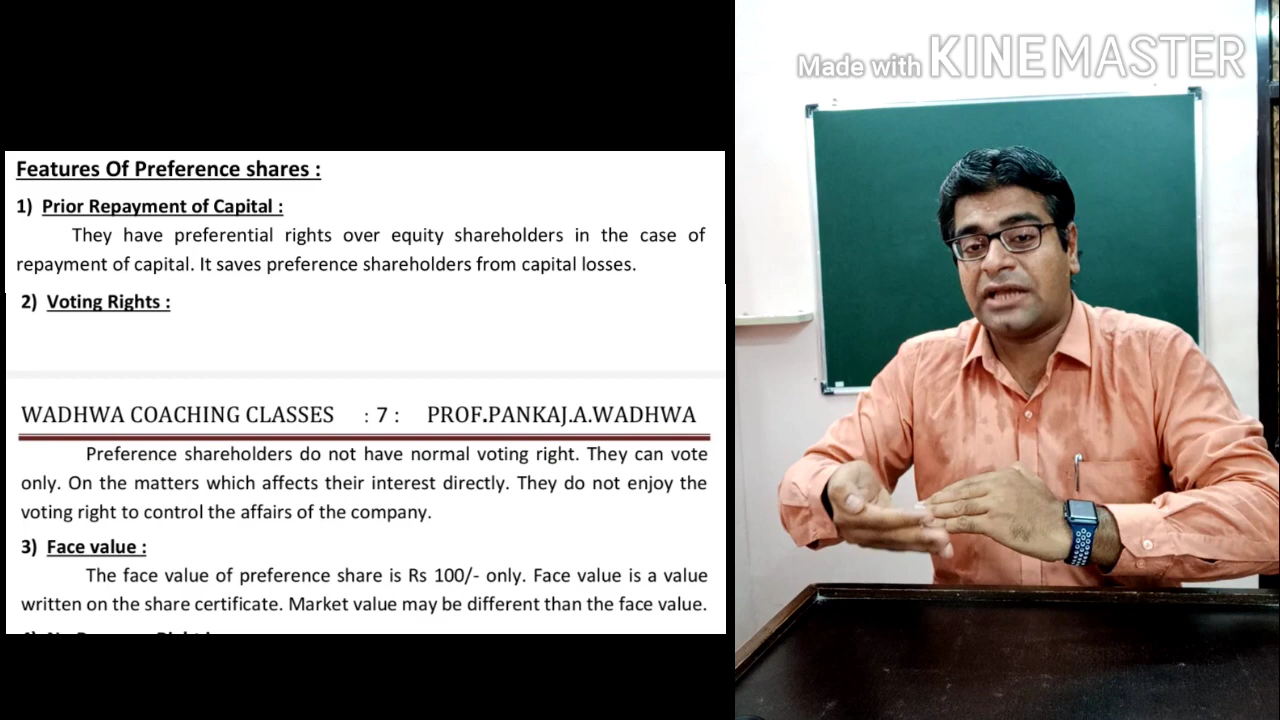 Made with KINEMASTER
Features Of Preference shares :
1) Prior Repayment of Capital :
They have preferential rights over equity shareholders in the case of
repayment of capital. It saves preference shareholders from capital losses.
2) Voting Rights :
WADHWA COACHING CLASSES : 7 : PROF.PANKAJ.A.WADHWA
Preference shareholders do not have normal voting right. They can vote
only. On the matters which affects their interest directly. They do not enjoy the
voting right to control the affairs of the company.
3) Face value :
The face value of preference share is Rs 100/- only. Face value is a value
written on the share certificate. Market value may be different than the face value.